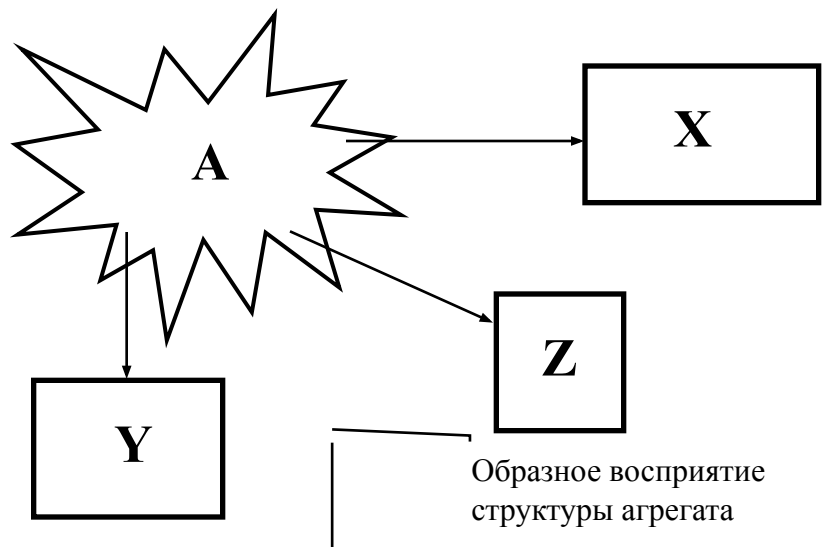 A
X
Z
Y
Образное восприятие
структуры агрегата